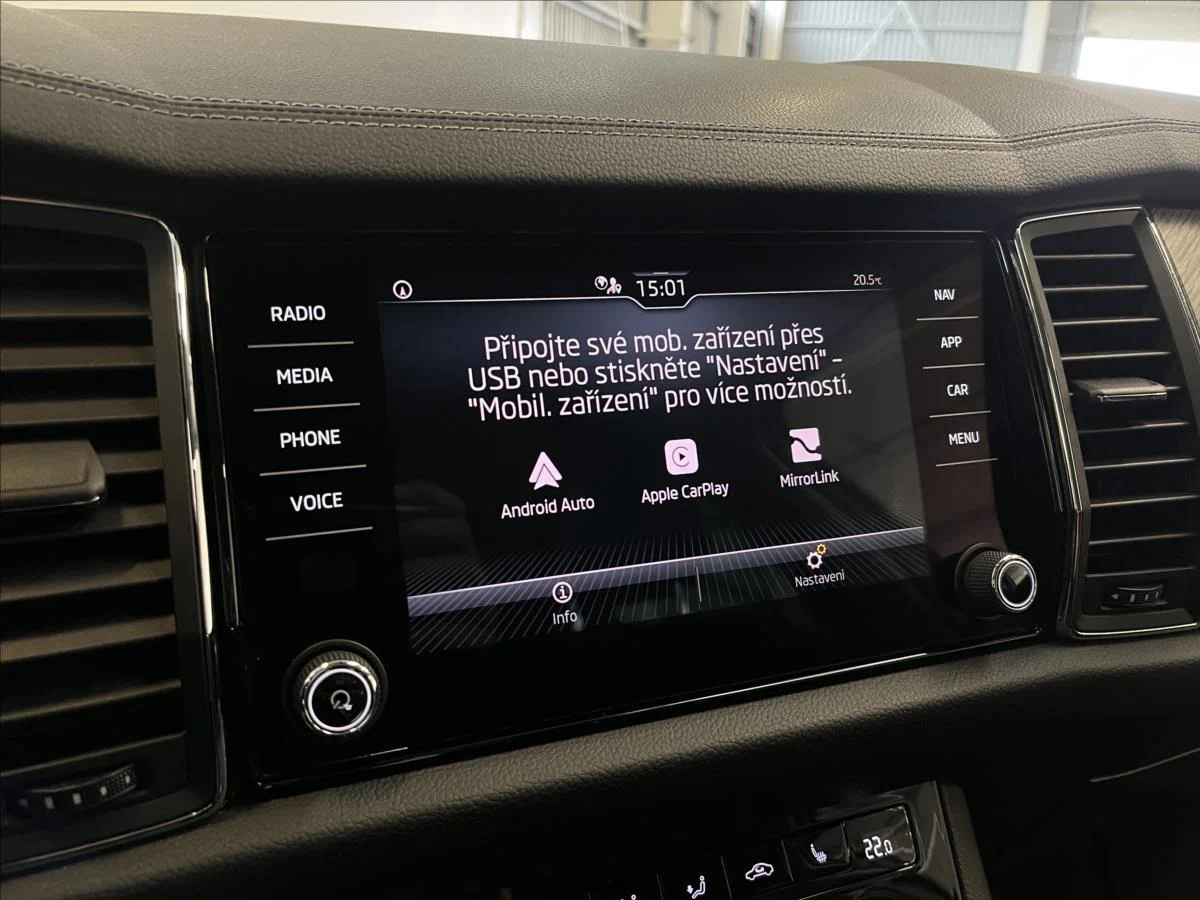 15:01
20.5°C
RADIO
MEDIA
PHONE
VOICE
Připojte své mob. zařízení přes
USB nebo stiskněte "Nastavení" -
"Mobil. zařízení" pro více možností.
Android Auto
Apple CarPlay
MirrorLink
Info
Nastavení
NAV
APP
CAR
MENU
22.0